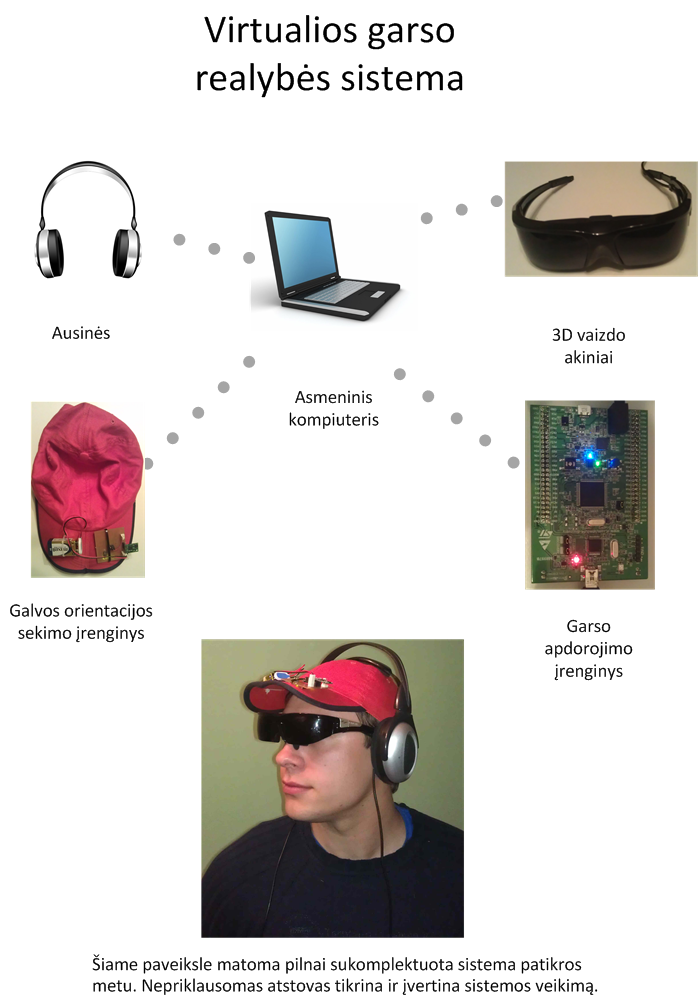 Virtualios garso
realybės sistema
Ausinės
3D vaizdo
akiniai
Asmeninis
kompiuteris
Galvos orientacijos
sekimo įrenginys
Garso
apdorojimo
įrenginys
Šiame paveiksle matoma pilnai sukomplektuota sistema patikros
metu. Nepriklausomas atstovas tikrina ir įvertina sistemos veikimą.